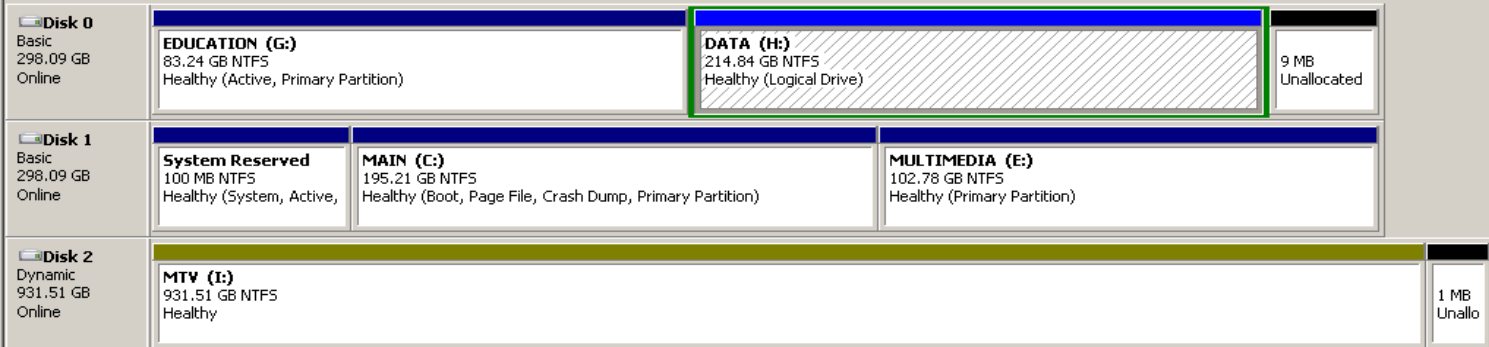 Disk 0
Basic
298.09 GB
Online
EDUCATION (G:)
83.24 GB NTFS
Healthy (Active, Primary Partition)
DATA (H:)
214.84 GB NTFS
Healthy (Logical Drive)
9 MB
Unallocated
Disk 1
Basic
298.09 GB
Online
System Reserved
100 MB NTFS
Healthy (System, Active,
MAIN (C:)
195.21 GB NTFS
Healthy (Boot, Page File, Crash Dump, Primary Partition)
MULTIMEDIA (E:)
102.78 GB NTFS
Healthy (Primary Partition)
Disk 2
Dynamic
931.51 GB
Online
MTV (I:)
931.51 GB NTFS
Healthy
1 MB
Unallo